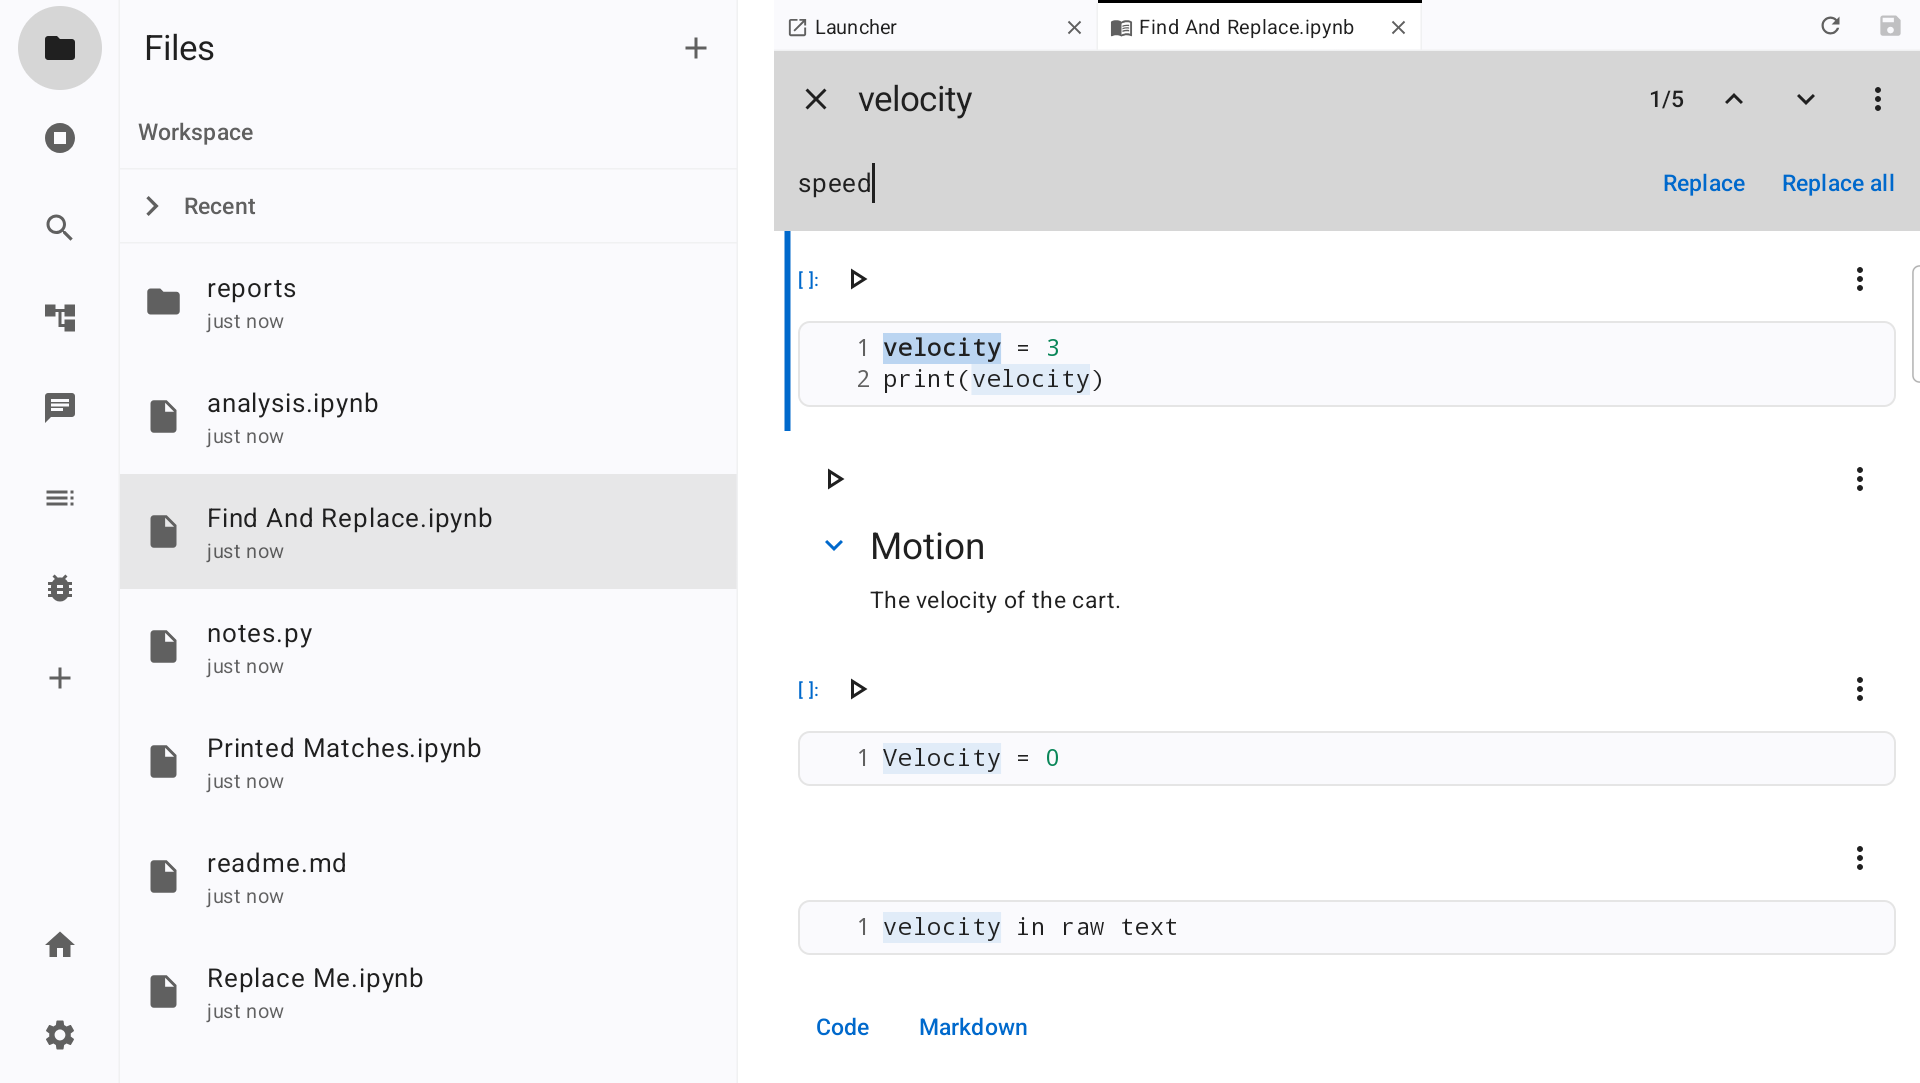 Files
Workspace
Recent
reports
just now
analysis.ipynb
just now
Find And Replace.ipynb
just now
notes.py
just now
Printed Matches.ipynb
just now
readme.md
just now
Replace Me.ipynb
just now
Launcher
Find And Replace.ipynb
velocity
1/5
speed
Replace
Replace all
[ ]:
1 velocity = 3
2 print(velocity)
Motion
The velocity of the cart.
[ ]:
1 Velocity = 0
1 velocity in raw text
Code
Markdown